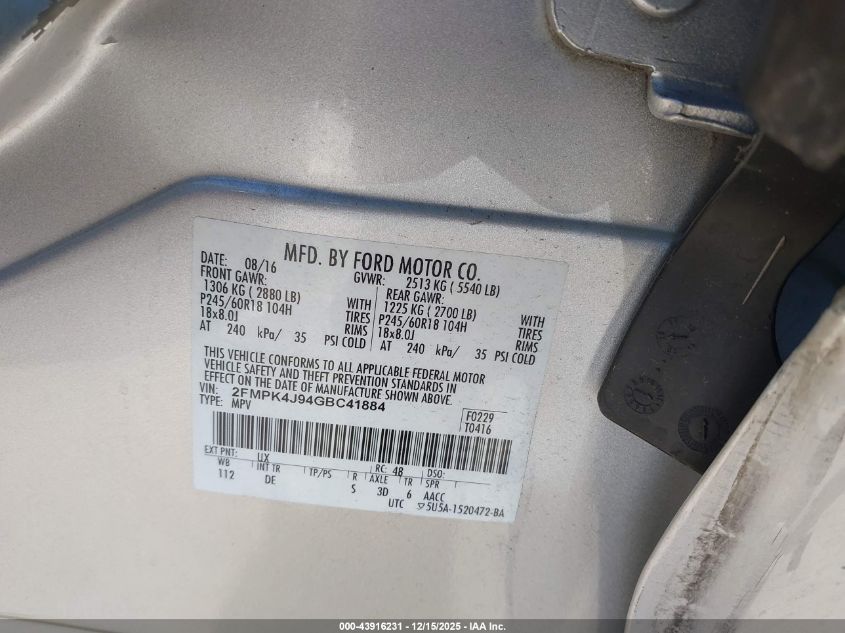 MFD. BY FORD MOTOR CO.
DATE: 08/16 GVWR: 2513 KG ( 5540 LB)
FRONT GAWR: REAR GAWR:
1306 KG ( 2880 LB) WITH 1225 KG ( 2700 LB) WITH
P245/60R18 104H TIRES P245/60R18 104H TIRES
18x8.0J RIMS 18x8.0J RIMS
AT 240 kPa/ 35 PSI COLD AT 240 kPa/ 35 PSI COLD
THIS VEHICLE CONFORMS TO ALL APPLICABLE FEDERAL MOTOR
VEHICLE SAFETY AND THEFT PREVENTION STANDARDS IN
EFFECT ON THE DATE OF MANUFACTURE SHOWN ABOVE.
VIN: 2FMPK4J94GBC41884
TYPE: MPV
F0229
T0416
EXT PNT: UX RC: 48 DSO:
WB INT TR TP/PS R AXLE TR SPR
112 DE S 3D 6 AACC
UTC 5U5A-1520472-BA
000-43916231 - 12/15/2025 - IAA Inc.